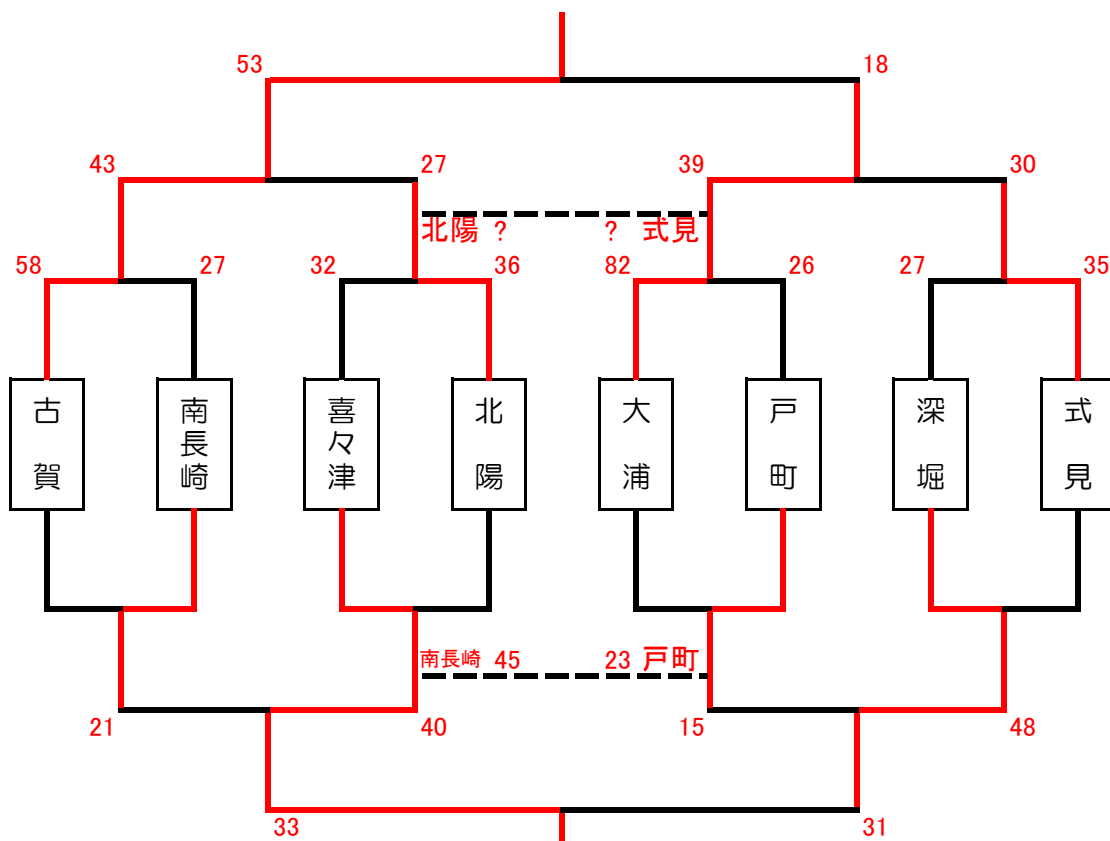 53 18
43 27 39 30
北陽 ? ? 式見
58 27 32 36 82 26 27 35
古賀
南長崎
喜々津
北陽
大浦
戸町
深堀
式見
南長崎 45 23 戸町
21 40 15 48
33 31